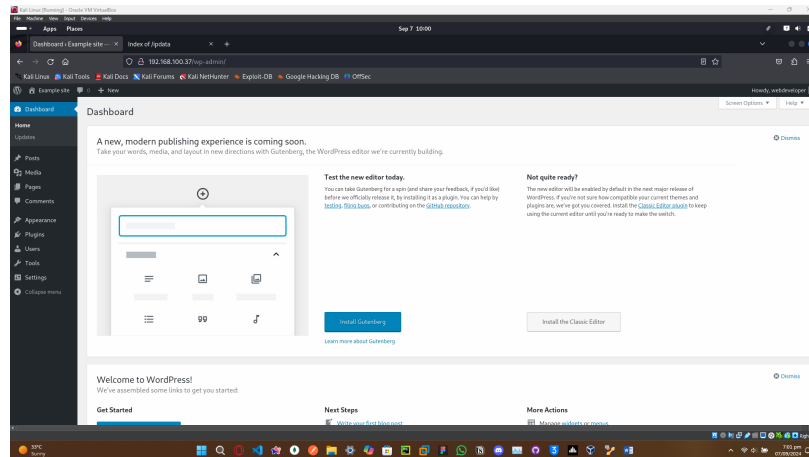 Kali Linux [Running] - Oracle VM VirtualBox
File Machine View Input Devices Help
Apps Places Sep 7 10:00
Dashboard ‹ Example site — × Index of /ipdata × +
192.168.100.37/wp-admin/
Kali Linux Kali Tools Kali Docs Kali Forums Kali NetHunter Exploit-DB Google Hacking DB OffSec
Example site 0 + New Howdy, webdeveloper
Screen Options ▼ Help ▼
Dashboard
Home
Updates
Posts
Media
Pages
Comments
Appearance
Plugins
Users
Tools
Settings
Collapse menu
Dashboard
A new, modern publishing experience is coming soon.
Take your words, media, and layout in new directions with Gutenberg, the WordPress editor we're currently building.
Dismiss
Test the new editor today.
You can take Gutenberg for a spin (and share your feedback, if you'd like)
before we officially release it, by installing it as a plugin. You can help by
testing, filing bugs, or contributing on the GitHub repository.
Install Gutenberg
Learn more about Gutenberg
Not quite ready?
The new editor will be enabled by default in the next major release of
WordPress. If you're not sure how compatible your current themes and
plugins are, we've got you covered. Install the Classic Editor plugin to keep
using the current editor until you're ready to make the switch.
Install the Classic Editor
Welcome to WordPress!
We've assembled some links to get you started:
Dismiss
Get Started
Next Steps
Write your first blog post
More Actions
Manage widgets or menus
33°C
Sunny
7:01 pm
07/09/2024